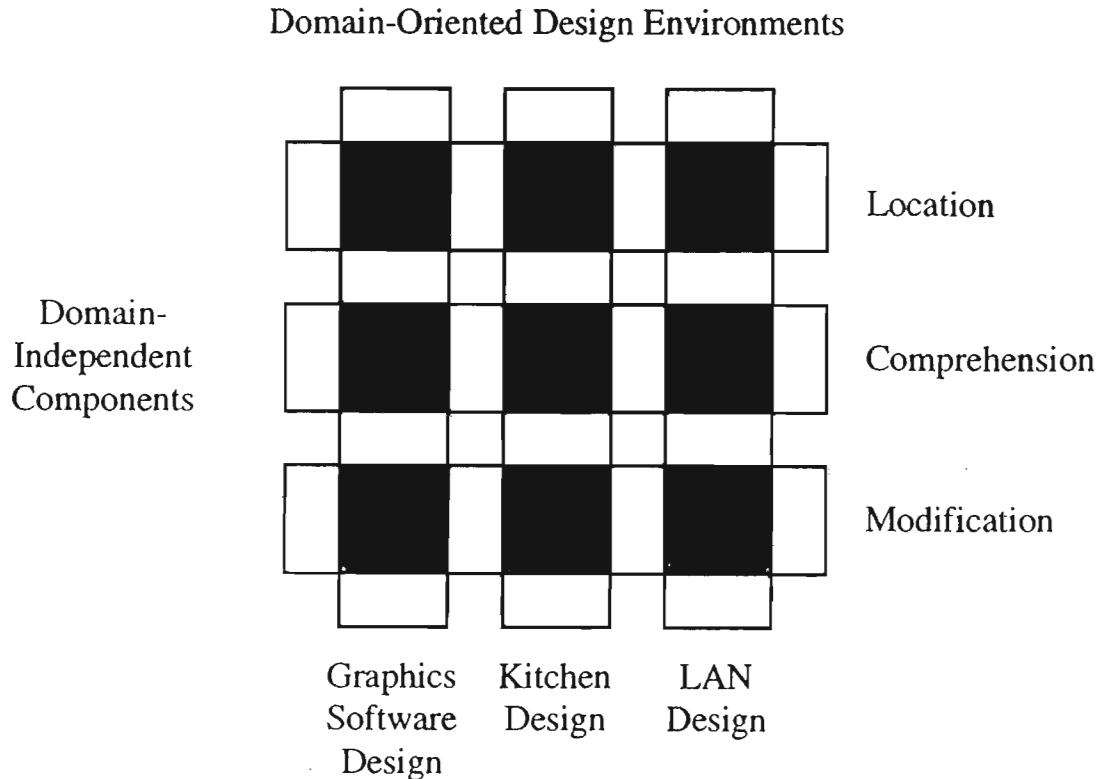 Domain-Oriented Design Environments
Location
Domain-
Independent
Components
Comprehension
Modification
Graphics
Software
Design
Kitchen
Design
LAN
Design